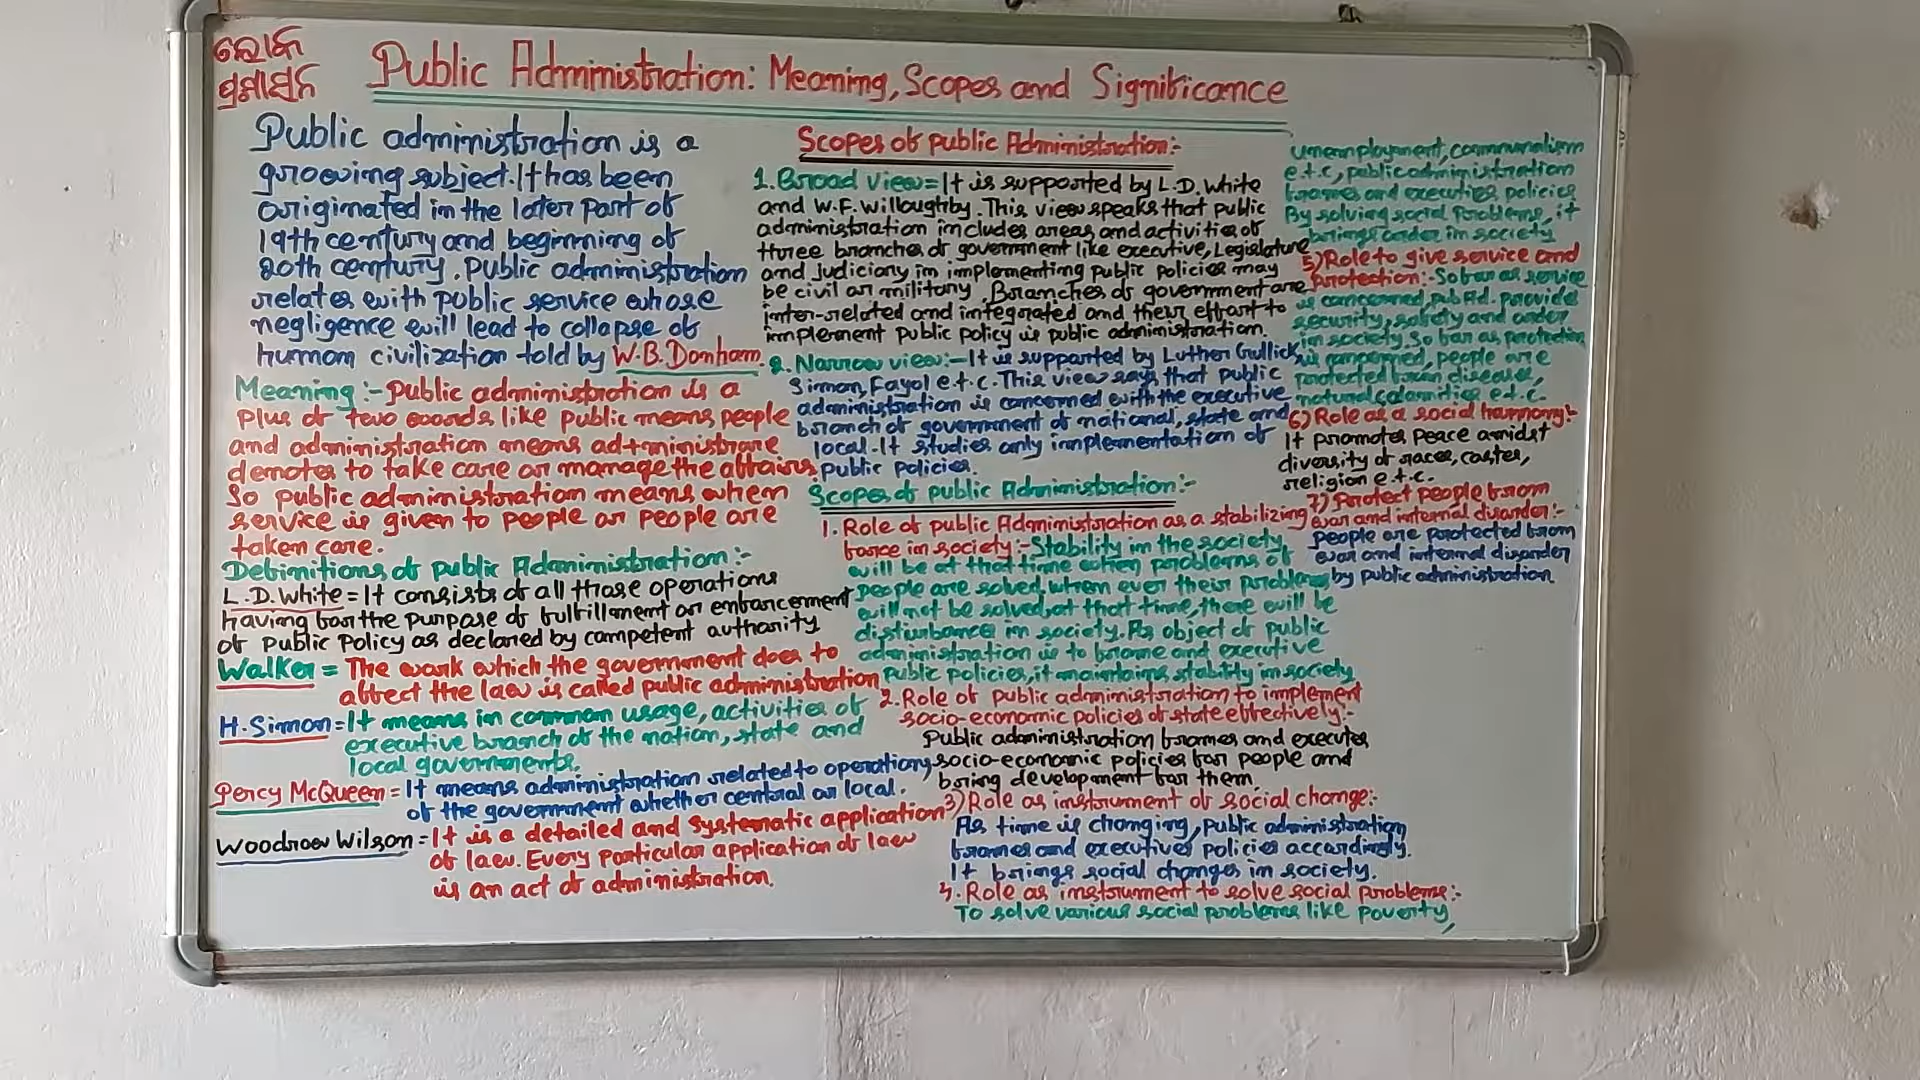 ଲୋକ
ପ୍ରଶାସନ
Public Administration: Meaning, Scopes and Significance
Public administration is a
growing subject. It has been
originated in the later part of
19th century and beginning of
20th century. Public administration
relates with public service whose
negligence will lead to collapse of
human civilization told by W.B. Donham.
Meaning :- Public administration is a
plus of two words like public means people
and administration means ad+ministrare
denotes to take care or manage the affairs
So public administration means when
service is given to people or people are
taken care.
Definitions of public Administration:-
L.D. White = It consists of all those operations
having for the purpose of fulfillment or enforcement
of public Policy as declared by competent authority
Walker = The work which the government does to
affect the law is called public administration
H. Simon = It means in common usage, activities of
executive branch of the nation, state and
local governments.
Percy McQueen = It means administration related to operations
of the government whether central or local.
Woodrow Wilson = It is a detailed and systematic application
of law. Every particular application of law
is an act of administration.
Scopes of public Administration:-
1. Broad view = It is supported by L.D. White
and W.F. Willoughby. This view speaks that public
administration includes areas and activities of
three branches of government like executive, Legislature
and judiciary in implementing public policies may
be civil or military. Branches of government are
inter-related and integrated and their effort to
implement public policy is public administration.
2. Narrow view:- It is supported by Luther Gullick,
Simon, Fayol e.t.c. This view says that public
administration is concerned with the executive
branch of government of national, state and
local. It studies only implementation of
public policies.
Scopes of public Administration:-
1. Role of public Administration as a stabilizing
force in society:- Stability in the society
will be at that time when problems of
people are solved, when ever their problems
will not be solved, at that time, there will be
disturbances in society. As object of public
administration is to frame and executive
public policies, it maintains stability in society
2. Role of public administration to implement
socio-economic policies of state effectively:-
Public administration frames and executes
socio-economic policies for people and
bring development for them.
3) Role as instrument of social change:-
As time is changing, public administration
frames and executives policies accordingly.
It brings social changes in society.
4. Role as instrument to solve social problems:-
To solve various social problems like poverty,
unemployment, communalism
e.t.c, public administration
frames and executies policies
By solving social problems, it
brings order in society
5) Role to give service and
protection:- So far as service
is concerned, pub Ad. provide
security, safety and order
in society. So far as protection
is concerned, people are
protected from disease,
natural calamities e.t.c.
6) Role as a social harmony:-
It promotes peace amidst
diversity of races, castes,
religion e.t.c.
7) Protect people from
war and internal disorder:-
people are protected from
war and internal disorder
by public administration.